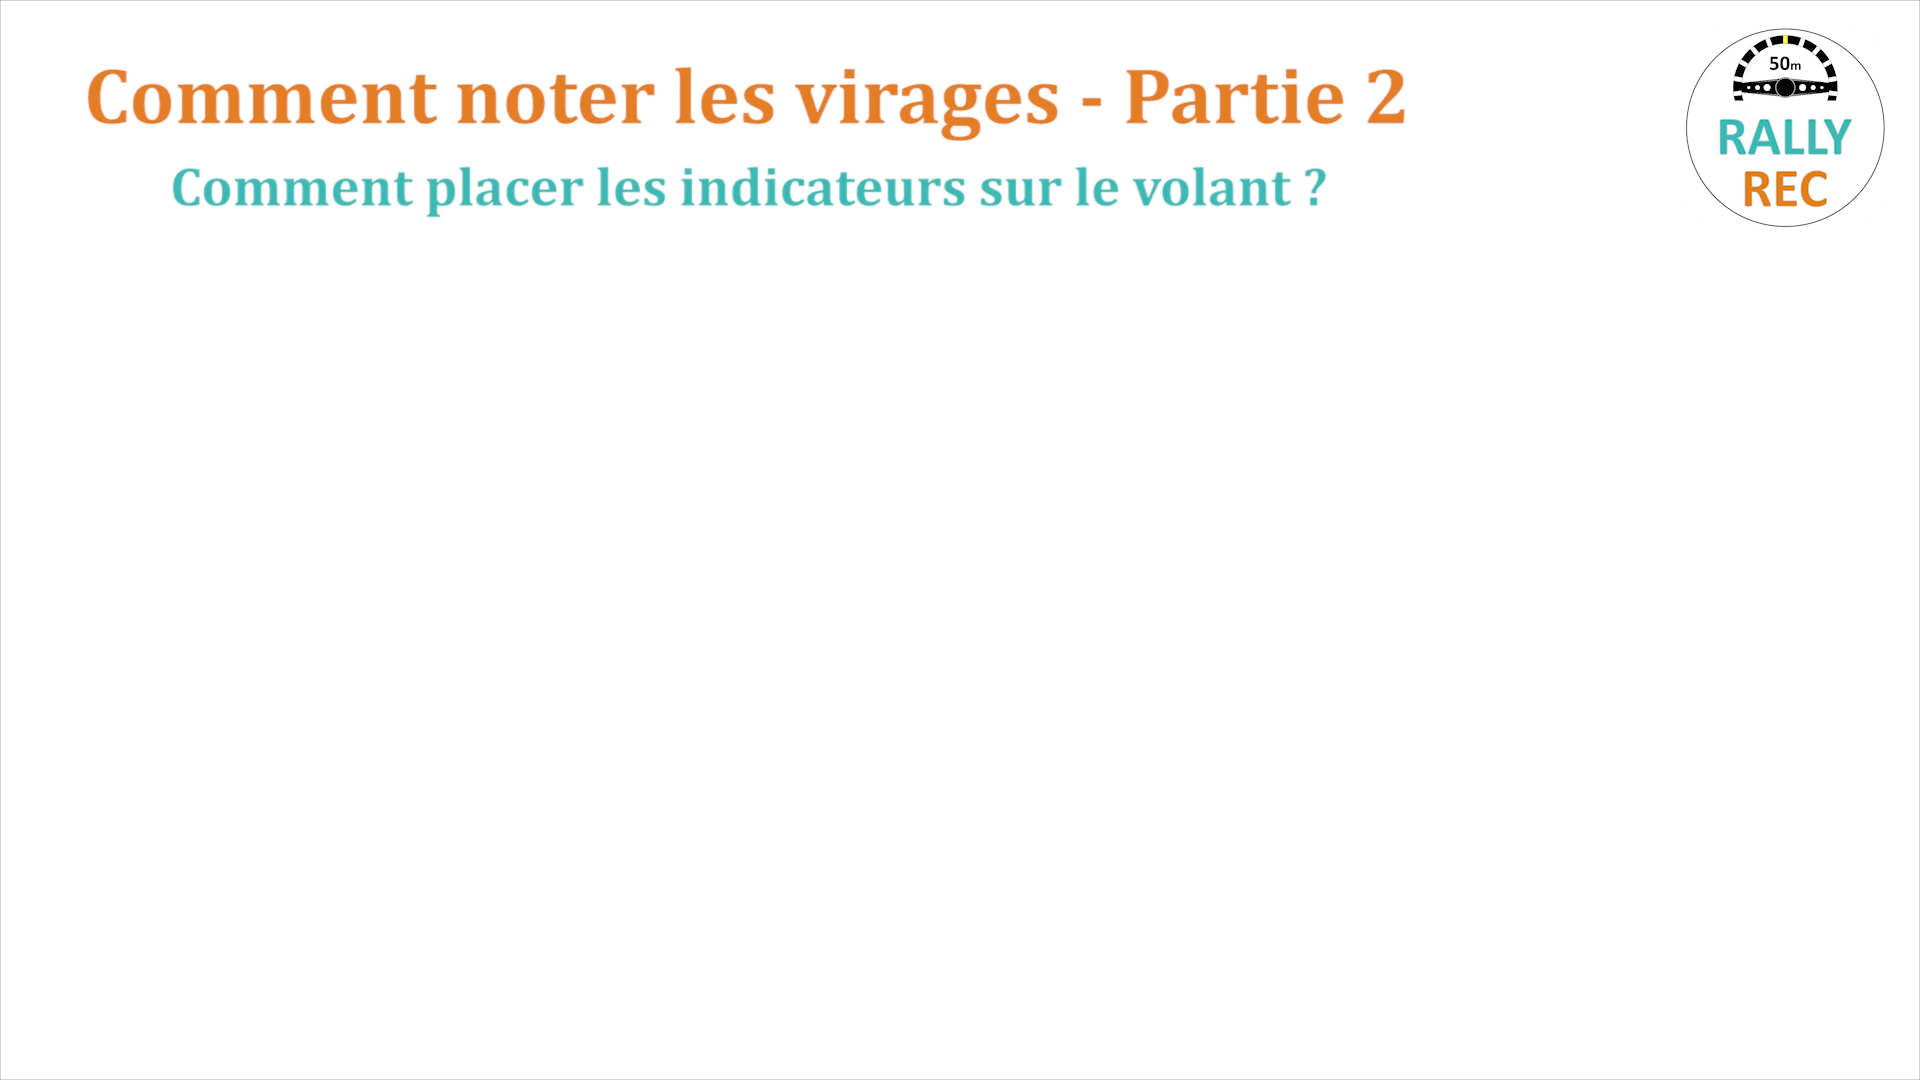 Comment noter les virages - Partie 2
Comment placer les indicateurs sur le volant ?
50m
RALLY
REC